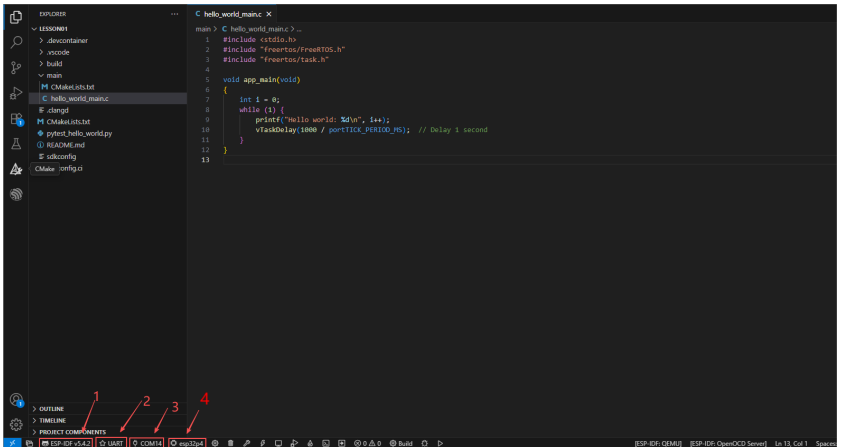 EXPLORER
···
C hello_world_main.c ×
LESSON01
main > C hello_world_main.c > ...
.devcontainer
.vscode
build
main
CMakeLists.txt
C hello_world_main.c
.clangd
CMakeLists.txt
pytest_hello_world.py
README.md
sdkconfig
CMake
onfig.ci
1 #include <stdio.h>
2 #include "freertos/FreeRTOS.h"
3 #include "freertos/task.h"
4
5 void app_main(void)
6 {
7 int i = 0;
8 while (1) {
9 printf("Hello world: %d\n", i++);
10 vTaskDelay(1000 / portTICK_PERIOD_MS); // Delay 1 second
11 }
12 }
13
1
2
3
4
OUTLINE
TIMELINE
PROJECT COMPONENTS
ESP-IDF v5.4.2 UART COM14 esp32p4 0 0 Build [ESP-IDF: QEMU] [ESP-IDF: OpenOCD Server] Ln 13, Col 1 Spaces: